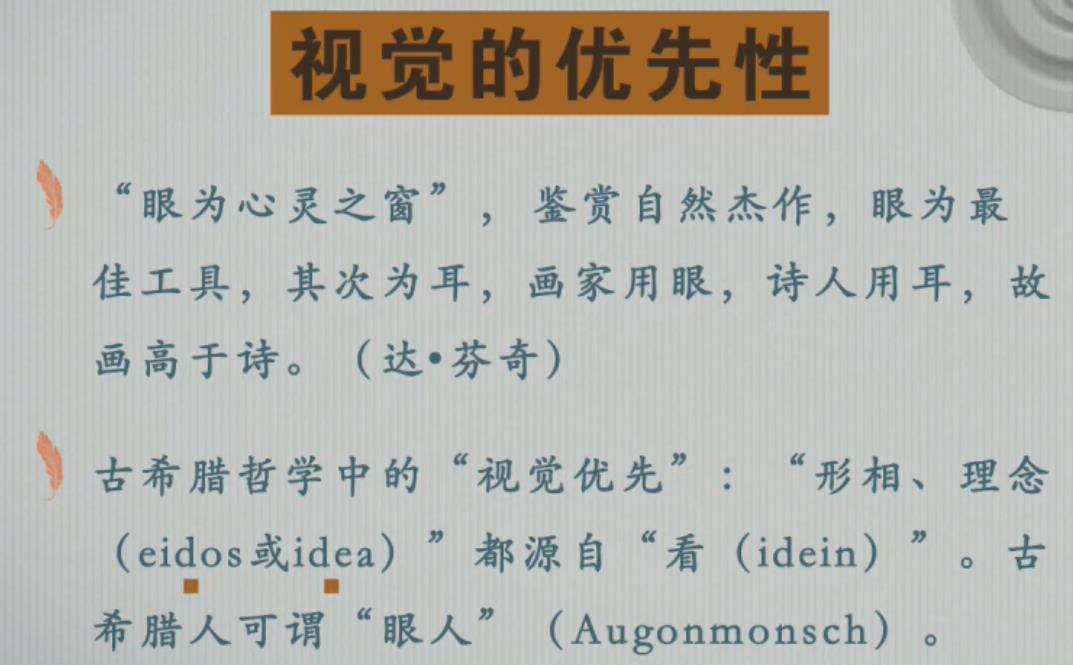 视觉的优先性
“眼为心灵之窗”，鉴赏自然杰作，眼为最
佳工具，其次为耳，画家用眼，诗人用耳，故
画高于诗。（达•芬奇）
古希腊哲学中的“视觉优先”：“形相、理念
（eidos或idea）”都源自“看（idein）”。古
希腊人可谓“眼人”（Augonmonsch）。